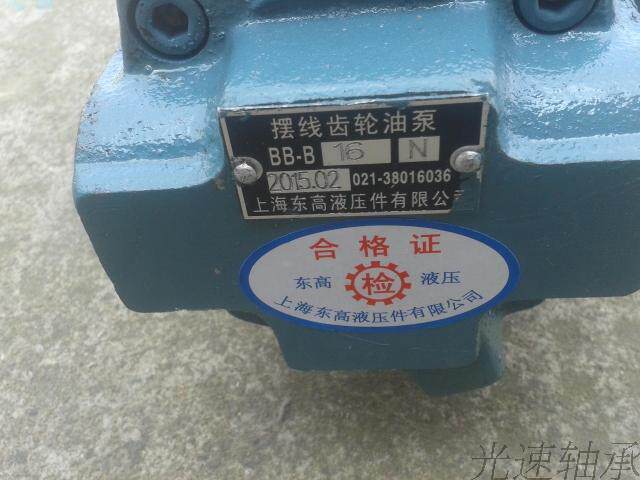 摆线齿轮油泵
BB-B 16 N
2015.02 021-38016036
上海东高液压件有限公
合格证
东高 检 液压
上海东高液压件有限公司
光速轴承